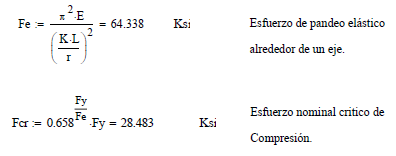 Fe := π²·E / (K·L / r)² = 64.338 Ksi Esfuerzo de pandeo elástico
alrededor de un eje.
Fcr := 0.658^(Fy / Fe)·Fy = 28.483 Ksi Esfuerzo nominal critico de
Compresión.